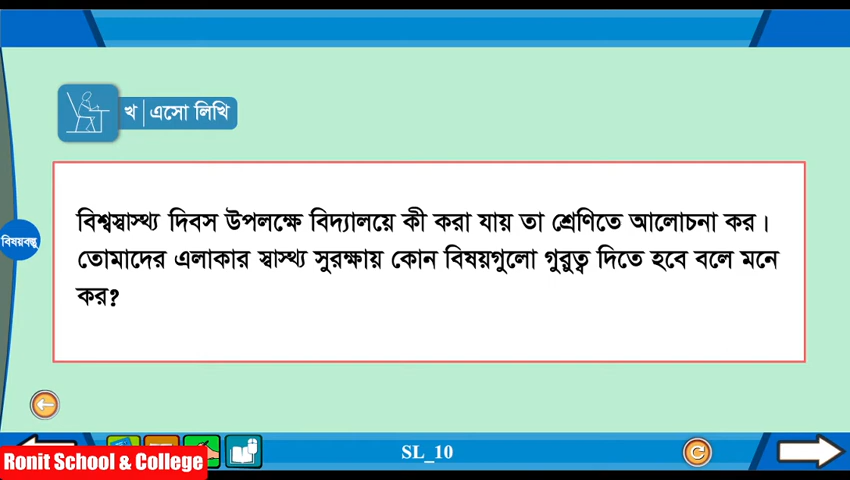 খ | এসো লিখি
বিশ্বস্বাস্থ্য দিবস উপলক্ষে বিদ্যালয়ে কী করা যায় তা শ্রেণিতে আলোচনা কর।
তোমাদের এলাকার স্বাস্থ্য সুরক্ষায় কোন বিষয়গুলো গুরুত্ব দিতে হবে বলে মনে
কর?
বিষয়বস্তু
SL_10
Ronit School & College